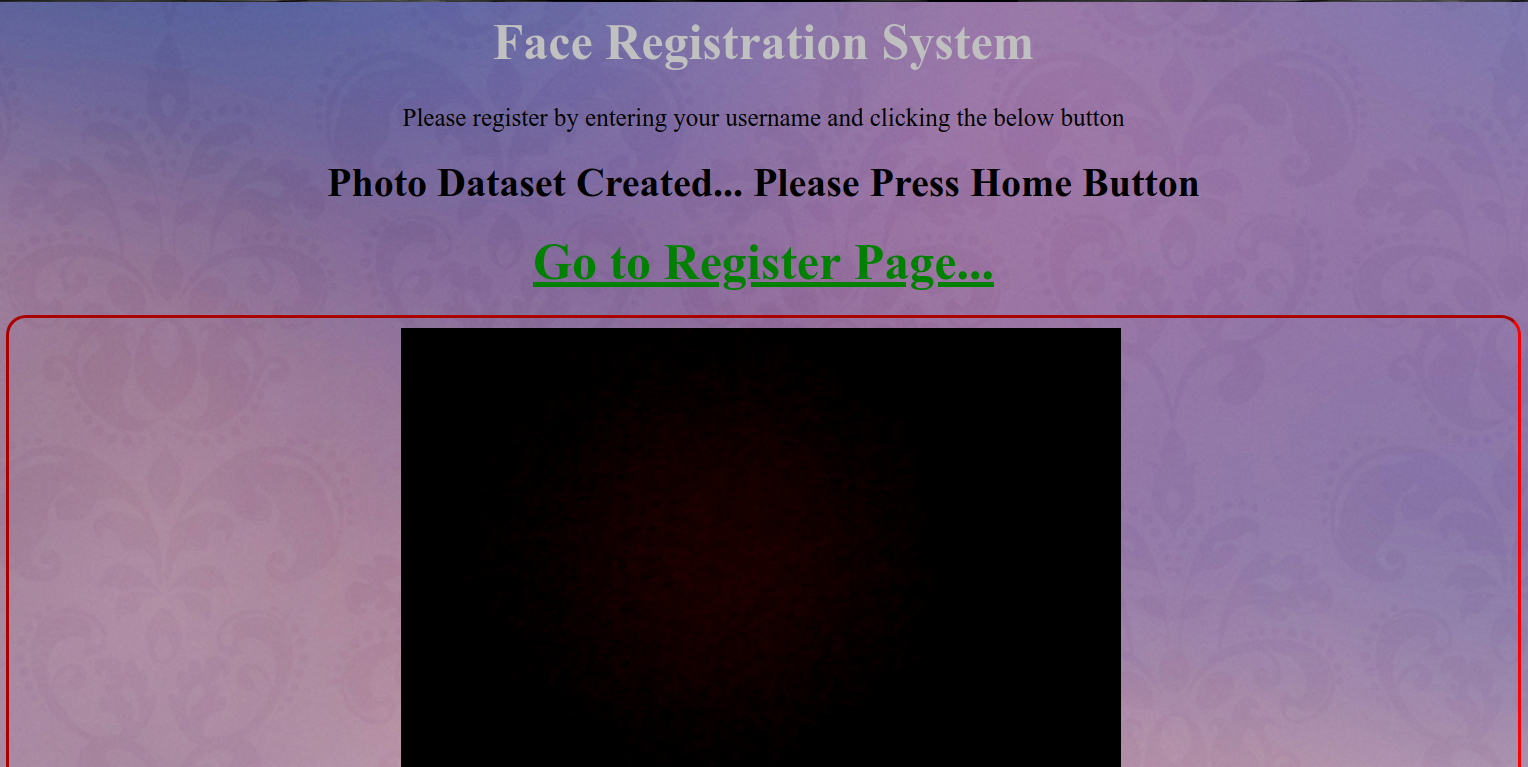 Face Registration System
Please register by entering your username and clicking the below button
Photo Dataset Created... Please Press Home Button
Go to Register Page...